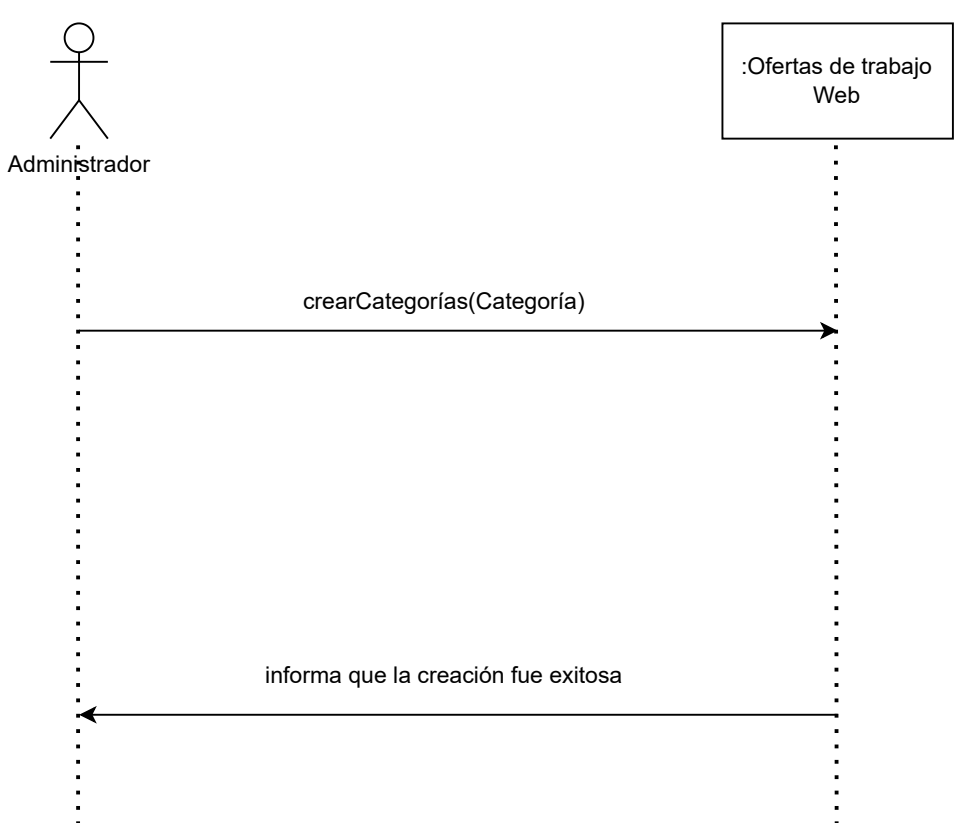 :Ofertas de trabajo
Web
Administrador
crearCategorías(Categoría)
informa que la creación fue exitosa